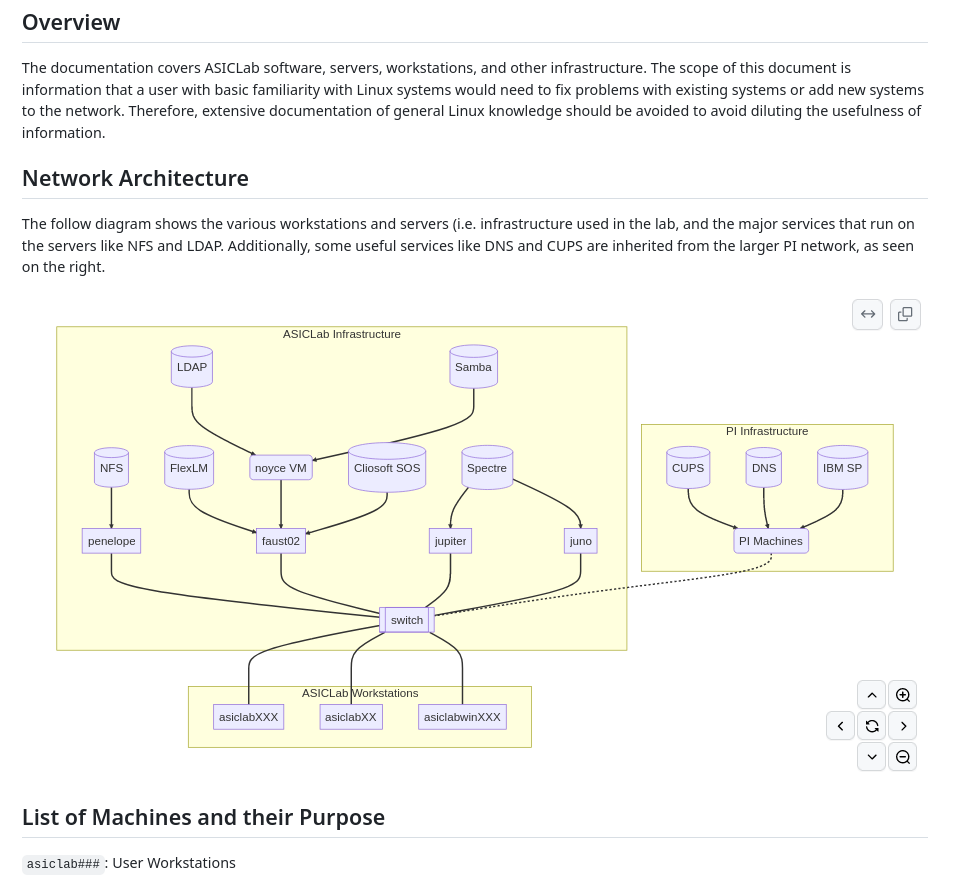 Overview
The documentation covers ASICLab software, servers, workstations, and other infrastructure. The scope of this document is
information that a user with basic familiarity with Linux systems would need to fix problems with existing systems or add new systems
to the network. Therefore, extensive documentation of general Linux knowledge should be avoided to avoid diluting the usefulness of
information.
Network Architecture
The follow diagram shows the various workstations and servers (i.e. infrastructure used in the lab, and the major services that run on
the servers like NFS and LDAP. Additionally, some useful services like DNS and CUPS are inherited from the larger PI network, as seen
on the right.
ASICLab Infrastructure
LDAP
Samba
NFS
FlexLM
noyce VM
Cliosoft SOS
Spectre
penelope
faust02
jupiter
juno
switch
PI Infrastructure
CUPS
DNS
IBM SP
PI Machines
ASICLab Workstations
asiclabXXX
asiclabXX
asiclabwinXXX
List of Machines and their Purpose
asiclab###: User Workstations